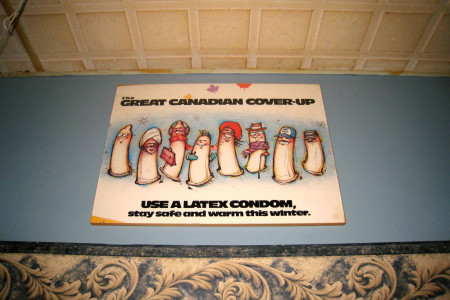 the
GREAT CANADIAN COVER-UP
USE A LATEX CONDOM,
stay safe and warm this winter.